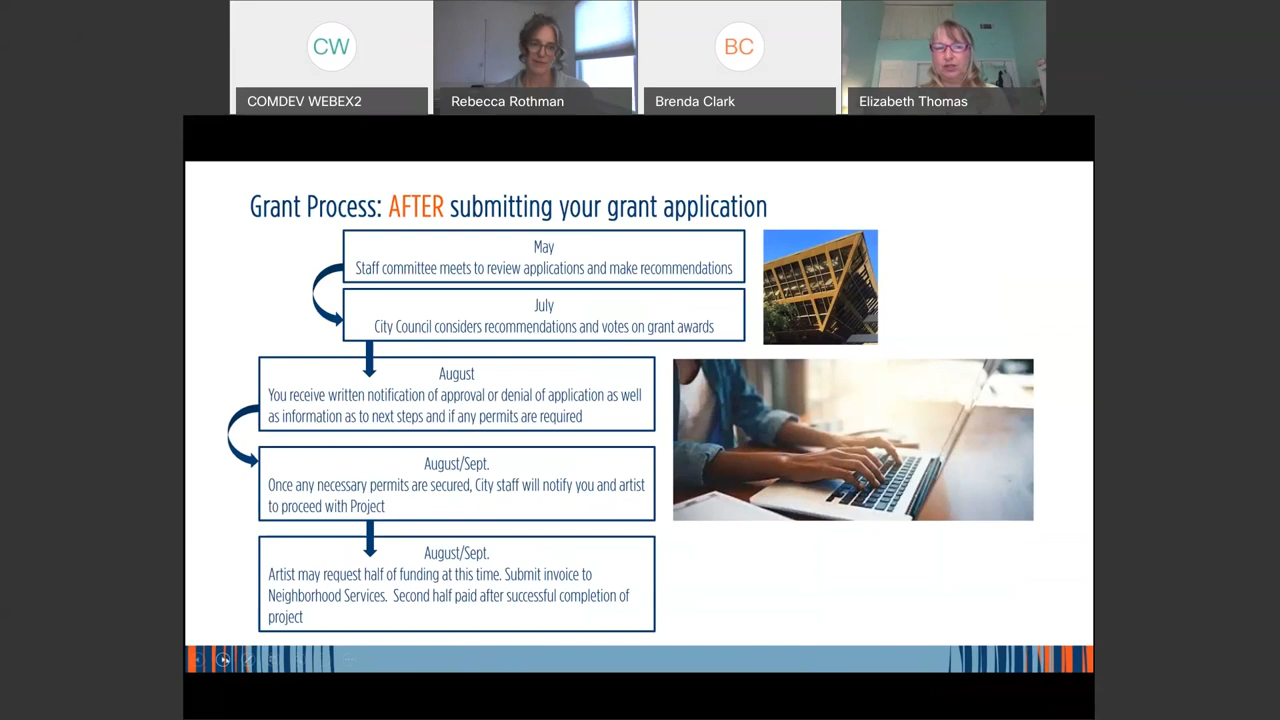 CW
BC
COMDEV WEBEX2
Rebecca Rothman
Brenda Clark
Elizabeth Thomas
Grant Process: AFTER submitting your grant application
May
Staff committee meets to review applications and make recommendations
July
City Council considers recommendations and votes on grant awards
August
You receive written notification of approval or denial of application as well
as information as to next steps and if any permits are required
August/Sept.
Once any necessary permits are secured, City staff will notify you and artist
to proceed with Project
August/Sept.
Artist may request half of funding at this time. Submit invoice to
Neighborhood Services. Second half paid after successful completion of
project